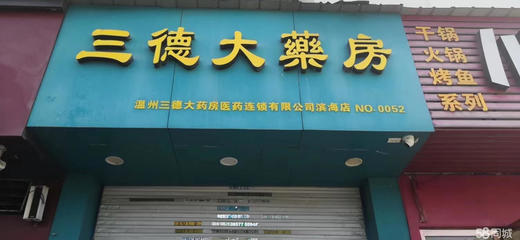 三德大藥房
温州三德大药房医药连锁有限公司滨海店 NO.0052
干锅
火锅
烤鱼
系列
58同城